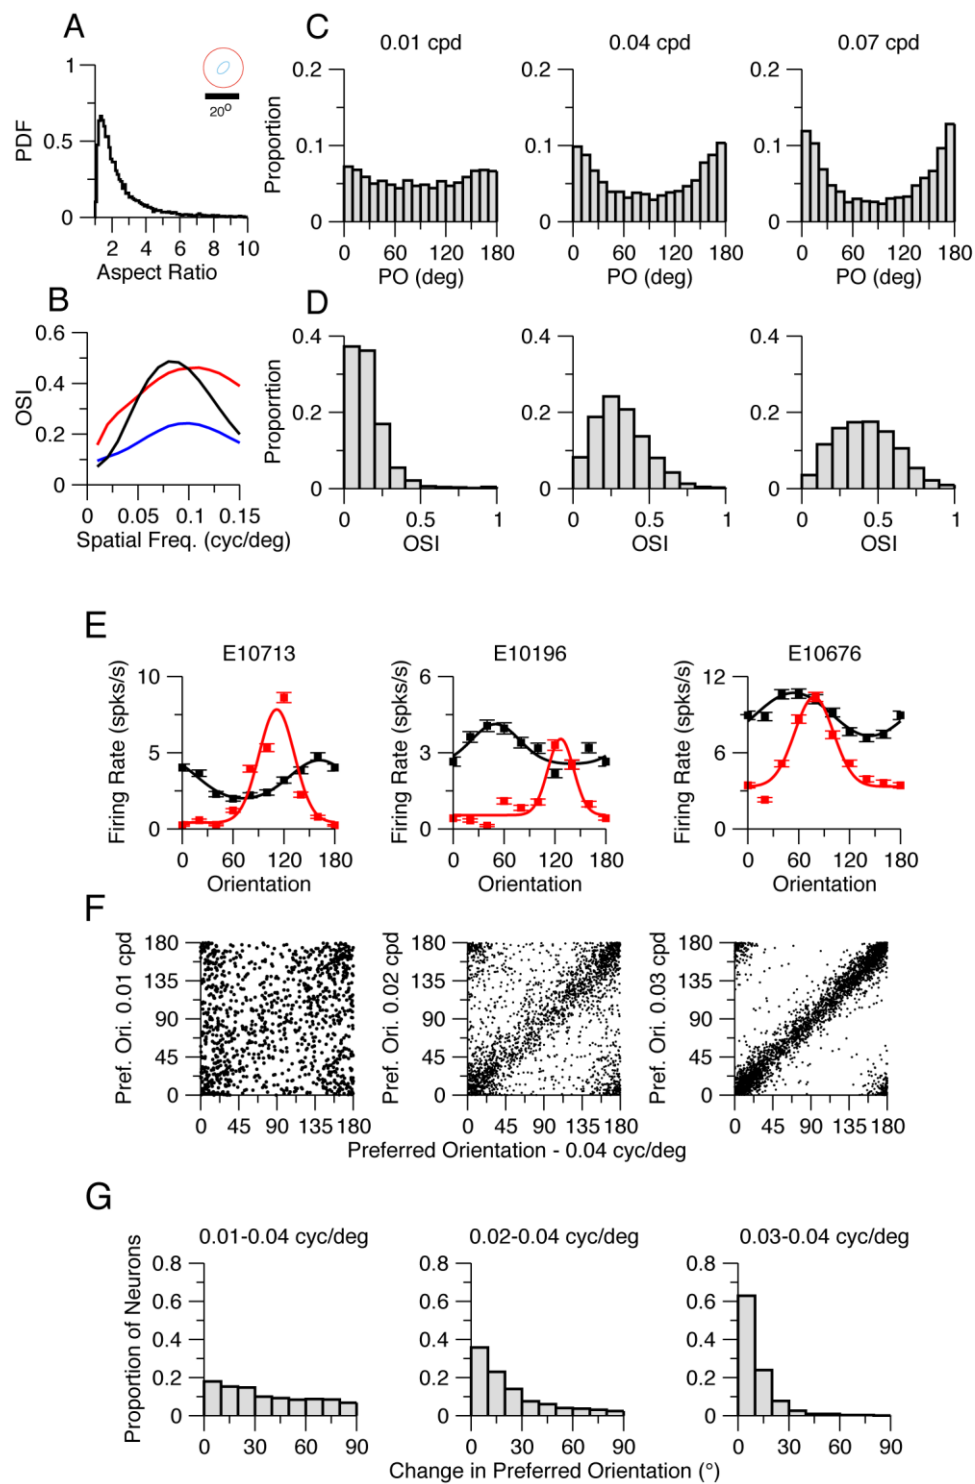 A
1
0.5
0
PDF
2 4 6 8 10
Aspect Ratio
20o
C
0.01 cpd
0.04 cpd
0.07 cpd
0.2
0.1
0
Proportion
0 60 120 180
PO (deg)
0.2
0.1
0
0 60 120 180
PO (deg)
0.2
0.1
0
0 60 120 180
PO (deg)
B
0.6
0.4
0.2
0
OSI
0 0.05 0.1 0.15
Spatial Freq. (cyc/deg)
D
0.4
0.2
0
Proporrtion
0 0.5 1
OSI
0.4
0.2
0
0 0.5 1
OSI
0.4
0.2
0
0 0.5 1
OSI
E
E10713
E10196
E10676
10
5
0
Firing Rate (spks/s)
0 60 120 180
Orientation
6
3
0
Firing Rate (spks/s)
0 60 120 180
Orientation
12
6
0
Firing Rate (spks/s)
0 60 120 180
Orientation
F
180
135
90
45
0
Pref. Ori. 0.01 cpd
0 45 90 135 180
180
135
90
45
0
Pref. Ori. 0.02 cpd
0 45 90 135 180
180
135
90
45
0
Pref. Ori. 0.03 cpd
0 45 90 135 180
Preferred Orientation - 0.04 cyc/deg
G
0.01-0.04 cyc/deg
0.02-0.04 cyc/deg
0.03-0.04 cyc/deg
0.8
0.6
0.4
0.2
0
Proportion of Neurons
0 30 60 90
0.8
0.6
0.4
0.2
0
0 30 60 90
0.8
0.6
0.4
0.2
0
0 30 60 90
Change in Preferred Orientation (°)